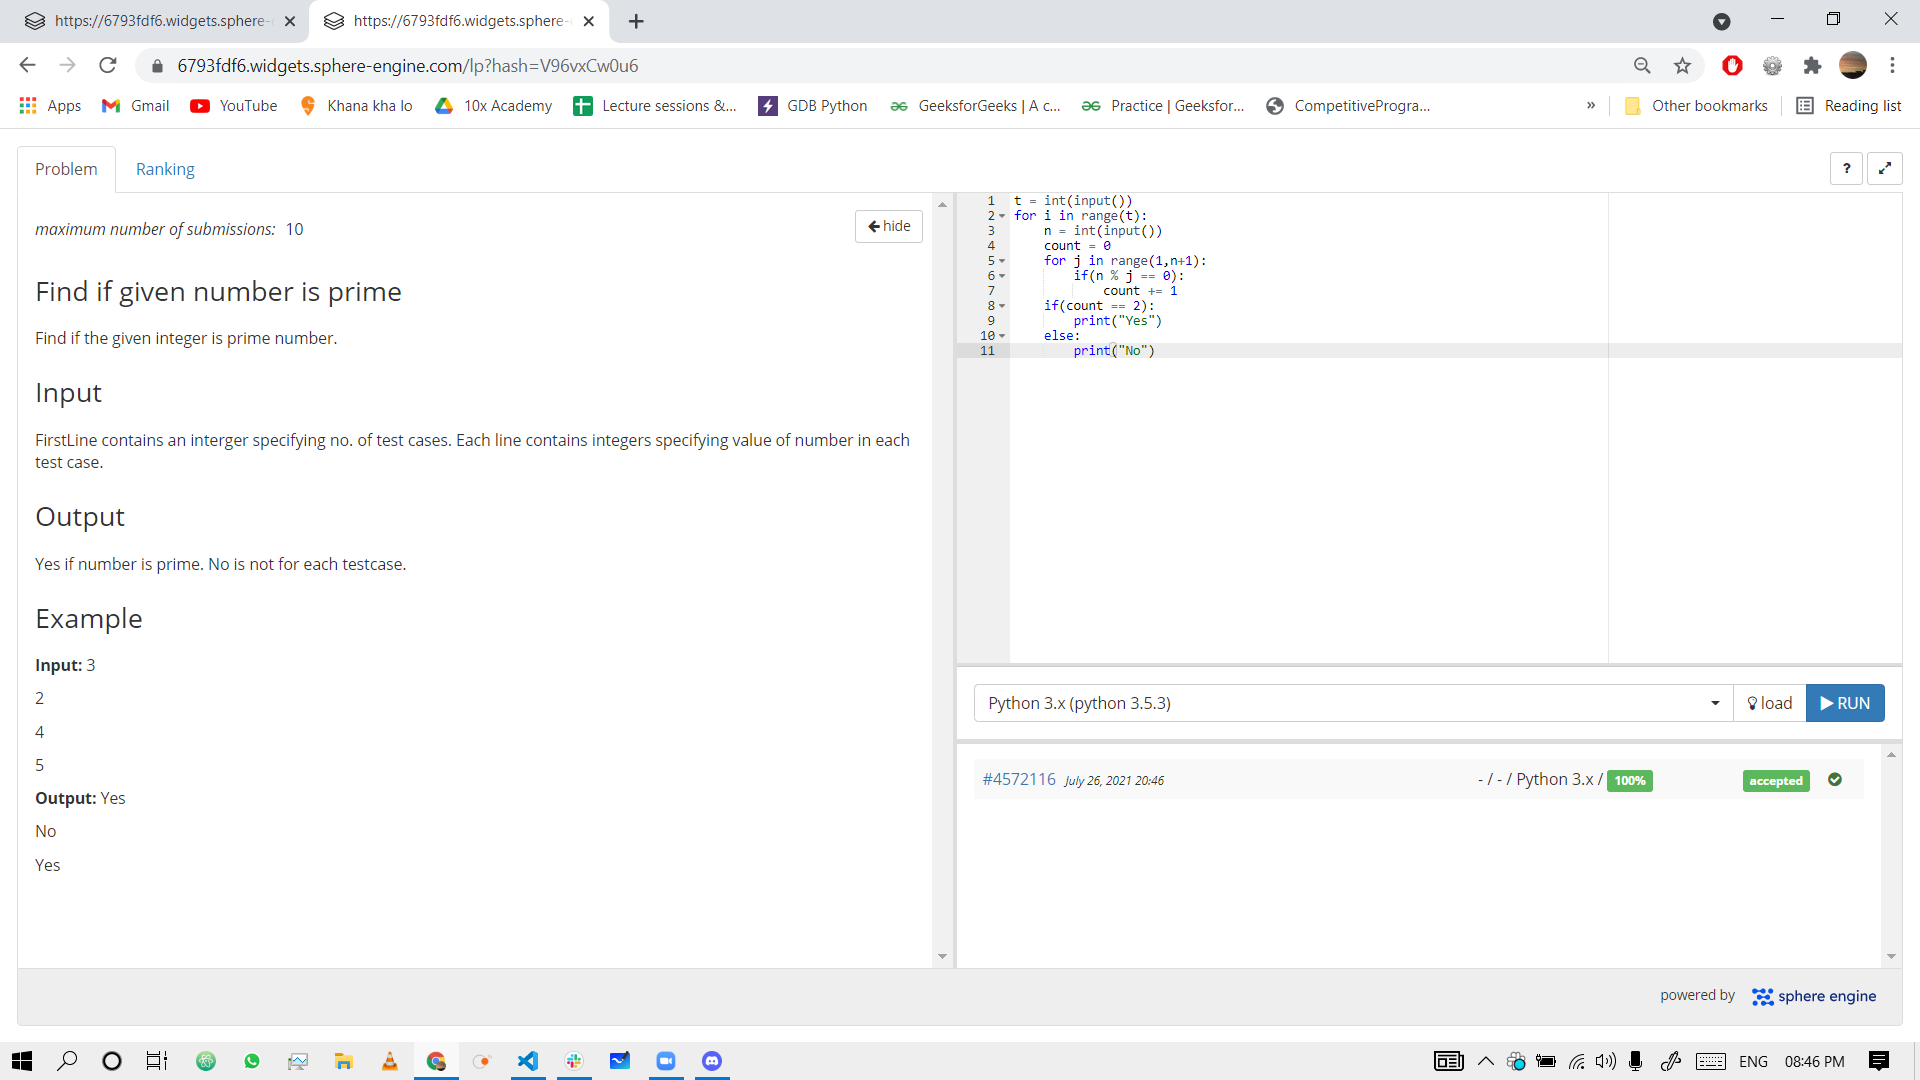 https://6793fdf6.widgets.sphere-
https://6793fdf6.widgets.sphere-
6793fdf6.widgets.sphere-engine.com/lp?hash=V96vxCw0u6
Apps Gmail YouTube Khana kha lo 10x Academy Lecture sessions &... GDB Python GeeksforGeeks | A c... Practice | Geeksfor... CompetitiveProgra... » Other bookmarks Reading list
Problem Ranking ?
maximum number of submissions: 10
hide
Find if given number is prime
Find if the given integer is prime number.
Input
FirstLine contains an interger specifying no. of test cases. Each line contains integers specifying value of number in each
test case.
Output
Yes if number is prime. No is not for each testcase.
Example
Input: 3
2
4
5
Output: Yes
No
Yes
1 t = int(input())
2 for i in range(t):
3 n = int(input())
4 count = 0
5 for j in range(1,n+1):
6 if(n % j == 0):
7 count += 1
8 if(count == 2):
9 print("Yes")
10 else:
11 print("No")
Python 3.x (python 3.5.3) load RUN
#4572116 July 26, 2021 20:46 - / - / Python 3.x / 100% accepted
powered by sphere engine
ENG 08:46 PM